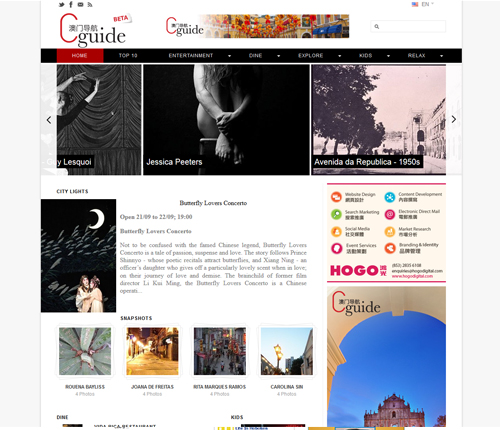 EN
澳门导航
BETA
Cguide
澳门导航
Cguide
HOME
TOP 10
ENTERTAINMENT
DINE
EXPLORE
KIDS
RELAX
Guy Lesquoi
Jessica Peeters
Avenida da Republica - 1950s
CITY LIGHTS
Butterfly Lovers Concerto
Open 21/09 to 22/09; 19:00
Butterfly Lovers Concerto
Not to be confused with the famed Chinese legend, Butterfly Lovers
Concerto is a tale of passion, suspense and love. The story follows Prince
Shinnyo - whose poetic recitals attract butterflies, and Xiang Ning - an
officer's daughter who gives off a particularly lovely scent when in love;
on their journey of love and demise. The brainchild of former film
director Li Kui Ming, the Butterfly Lovers Concerto is a Chinese
operati...
Website Design
網頁設計
Content Development
內容開發
Search Marketing
搜索推廣
Electronic Direct Mail
電郵推廣
Social Media
社交媒體
Market Research
市場分析
Event Services
活動策劃
Branding & Identity
品牌管理
HOGO
(853) 2825 6168
enquiries@hogodigital.com
www.hogodigital.com
澳门导航
Cguide
SNAPSHOTS
ROUENA BAYLISS
4 Photos
JOANA DE FREITAS
4 Photos
RITA MARQUES RAMOS
4 Photos
CAROLINA SIN
4 Photos
DINE
KIDS